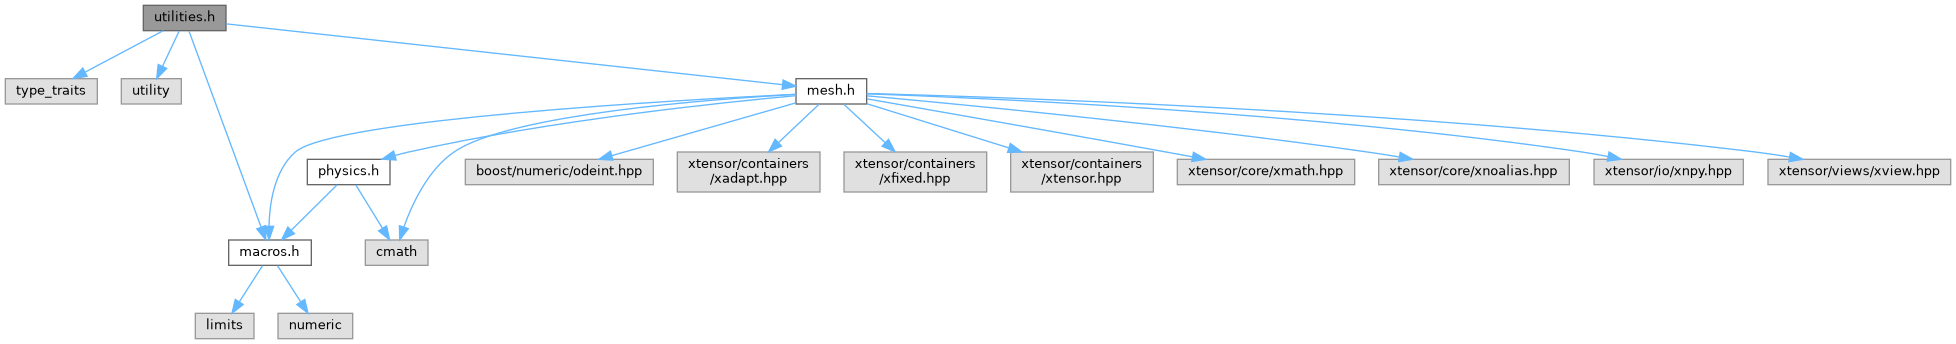 utilities.h
type_traits
utility
mesh.h
physics.h
boost/numeric/odeint.hpp
xtensor/containers
/xadapt.hpp
xtensor/containers
/xfixed.hpp
xtensor/containers
/xtensor.hpp
xtensor/core/xmath.hpp
xtensor/core/xnoalias.hpp
xtensor/io/xnpy.hpp
xtensor/views/xview.hpp
macros.h
cmath
limits
numeric